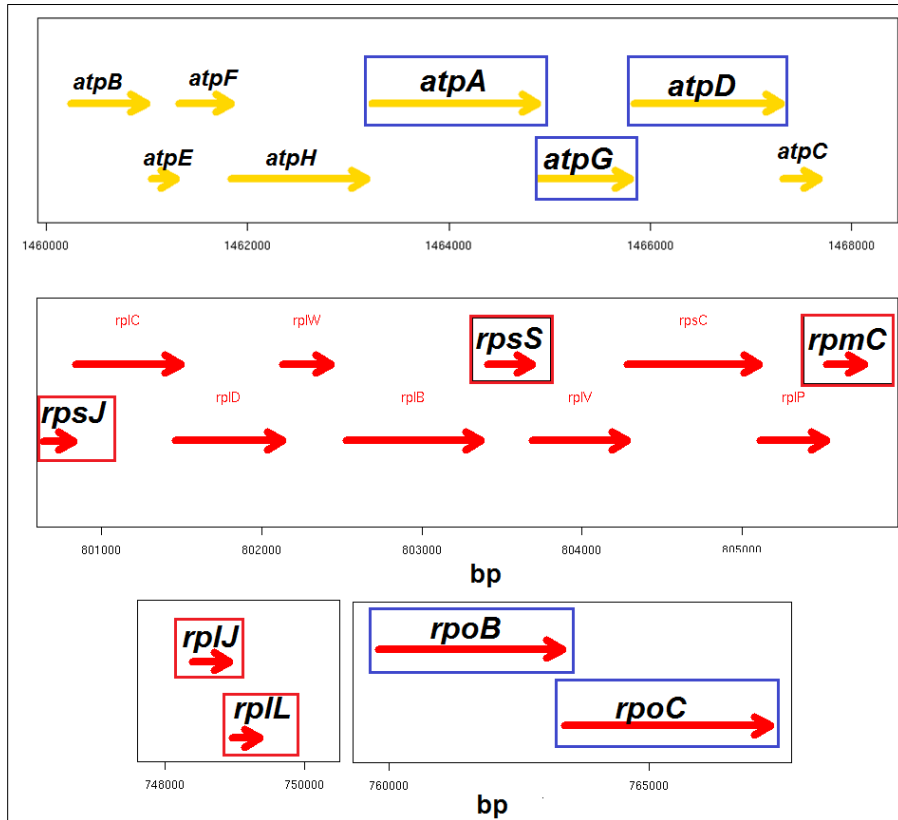 atpB atpF atpA atpD
atpE atpH atpG atpC
1460000 1462000 1464000 1466000 1468000
rplC rplW rpsS rpsC rpmC
rpsJ rplD rplB rplV rplP
801000 802000 803000 804000 805000
bp
rplJ rpoB
rplL rpoC
748000 750000 760000 765000
bp